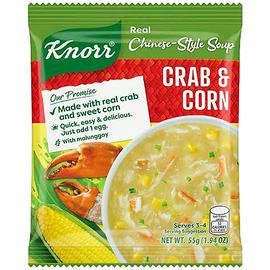 Real
Knorr
Chinese-Style Soup
CRAB &
CORN
Our Promise
✓ Made with real crab
and sweet corn
✓ Quick, easy & delicious.
Just add 1 egg.
✓ With malunggay
Serves 3-4
Serving Suggestion
NET WT. 55g (1.94 OZ)